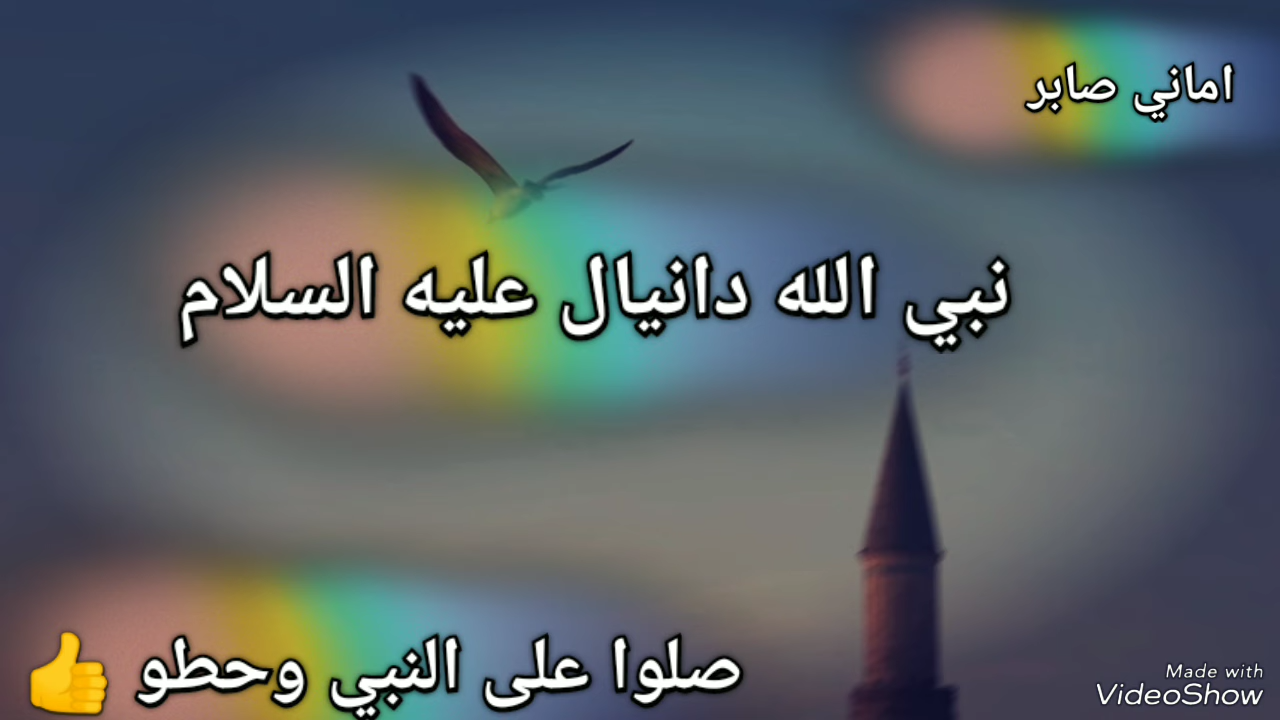 اماني صابر
نبي الله دانيال عليه السلام
صلوا على النبي وحطو 👍
Made with
VideoShow